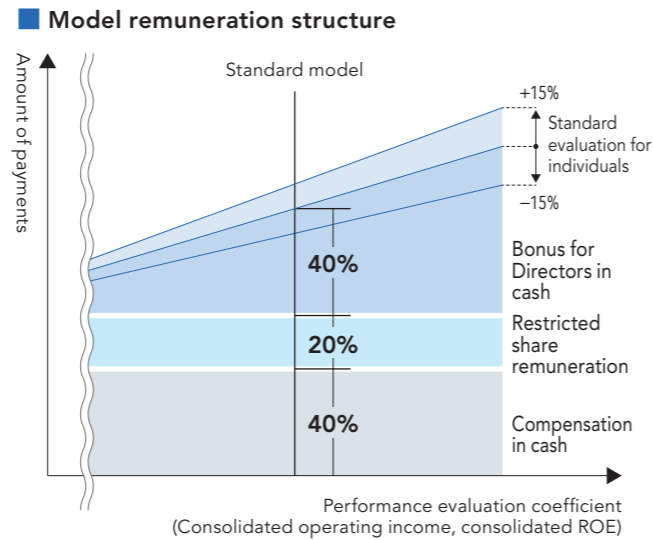 Model remuneration structure
Amount of payments
Standard model
+15%
Standard
evaluation for
individuals
−15%
40%
Bonus for
Directors in
cash
20%
Restricted
share
remuneration
40%
Compensation
in cash
Performance evaluation coefficient
(Consolidated operating income, consolidated ROE)